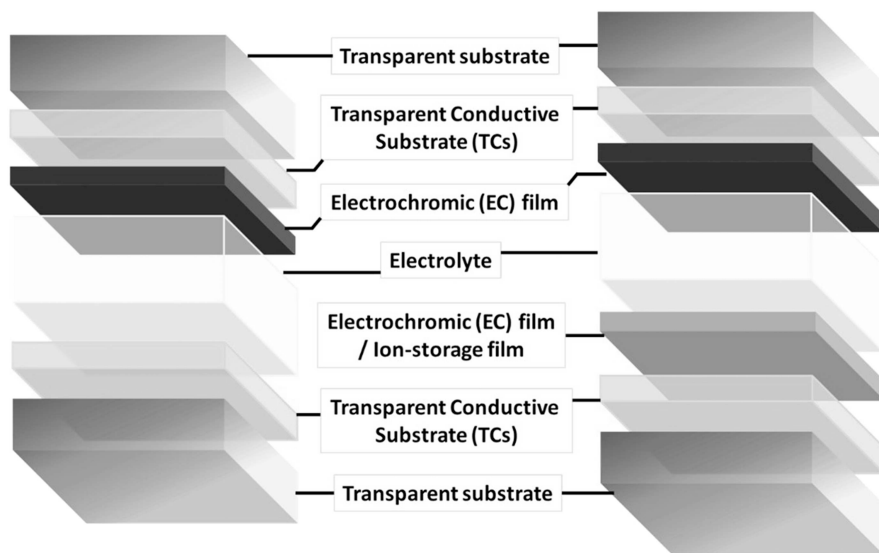 Transparent substrate
Transparent Conductive
Substrate (TCs)
Electrochromic (EC) film
Electrolyte
Electrochromic (EC) film
/ Ion-storage film
Transparent Conductive
Substrate (TCs)
Transparent substrate